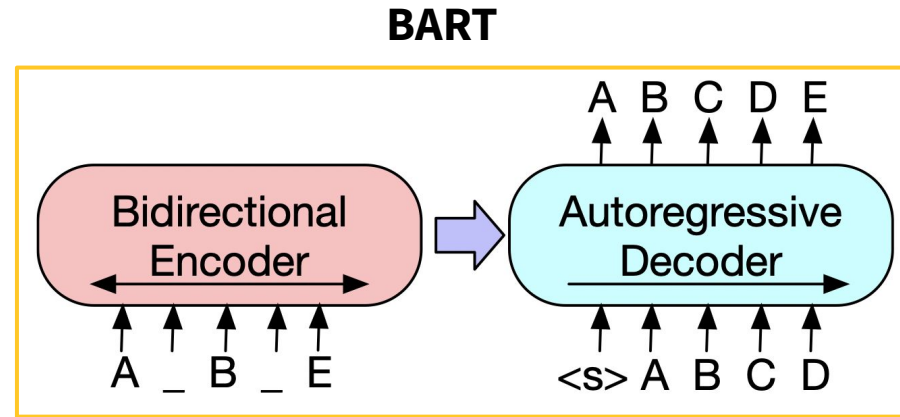 BART
A B C D E
Bidirectional
Encoder
Autoregressive
Decoder
A _ B _ E
<s> A B C D